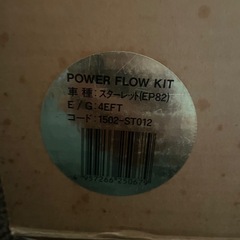 POWER FLOW KIT
車 種:スターレット(EP82)
E / G:4EFT
コード:1502-ST012